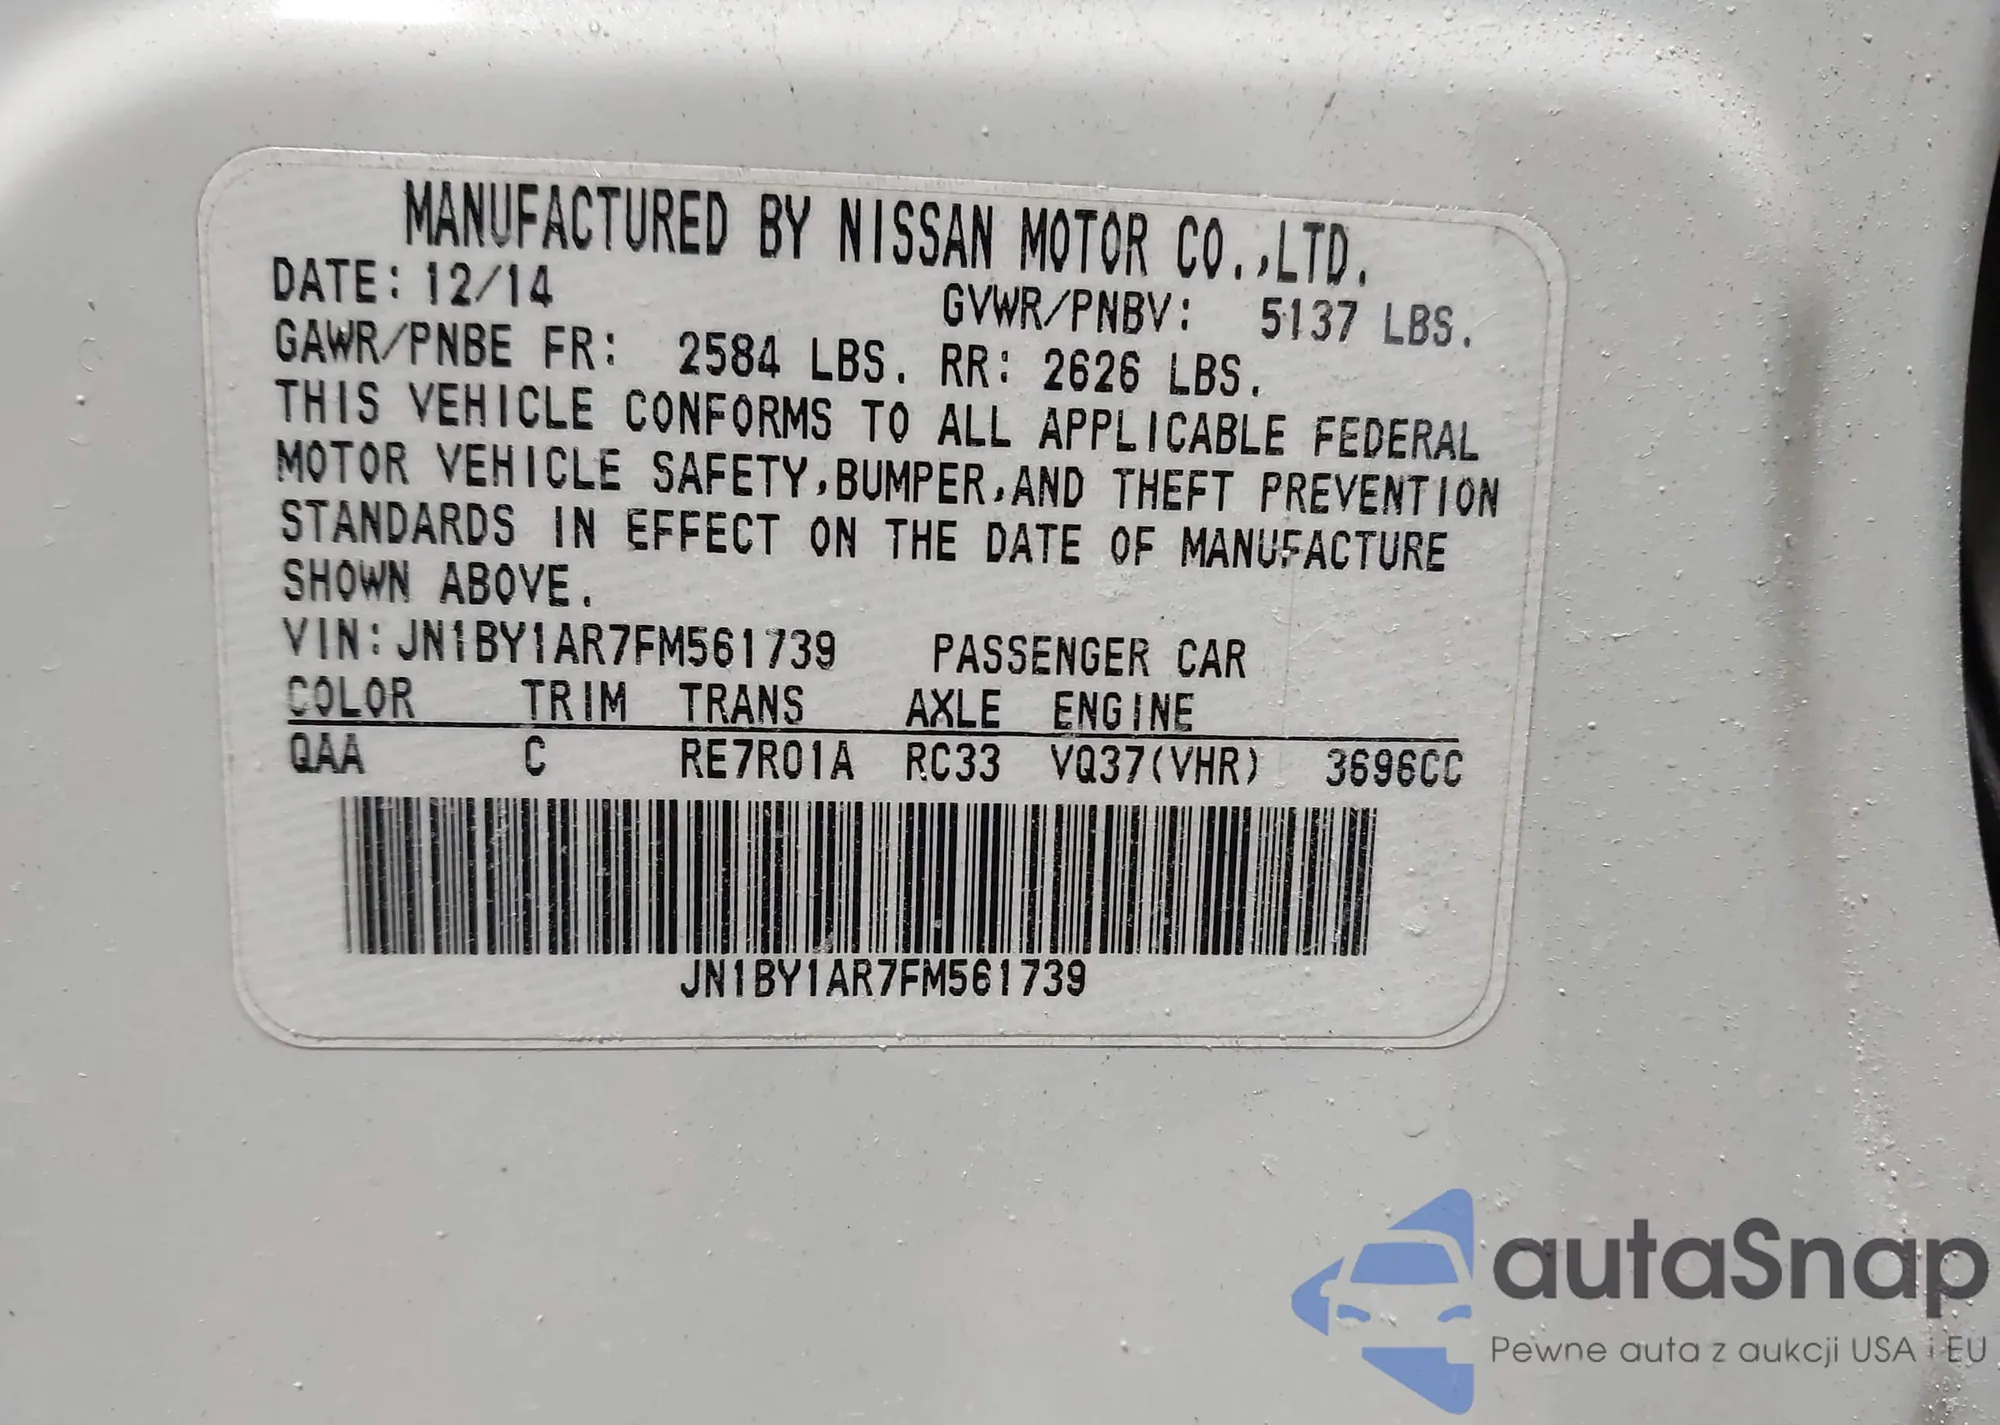 MANUFACTURED BY NISSAN MOTOR CO.,LTD.
DATE: 12/14 GVWR/PNBV: 5137 LBS.
GAWR/PNBE FR: 2584 LBS. RR: 2626 LBS.
THIS VEHICLE CONFORMS TO ALL APPLICABLE FEDERAL
MOTOR VEHICLE SAFETY,BUMPER,AND THEFT PREVENTION
STANDARDS IN EFFECT ON THE DATE OF MANUFACTURE
SHOWN ABOVE.
VIN:JN1BY1AR7FM561739 PASSENGER CAR
COLOR TRIM TRANS AXLE ENGINE
QAA C RE7R01A RC33 VQ37(VHR) 3696CC
JN1BY1AR7FM561739
autaSnap
Pewne auta z aukcji USA i EU